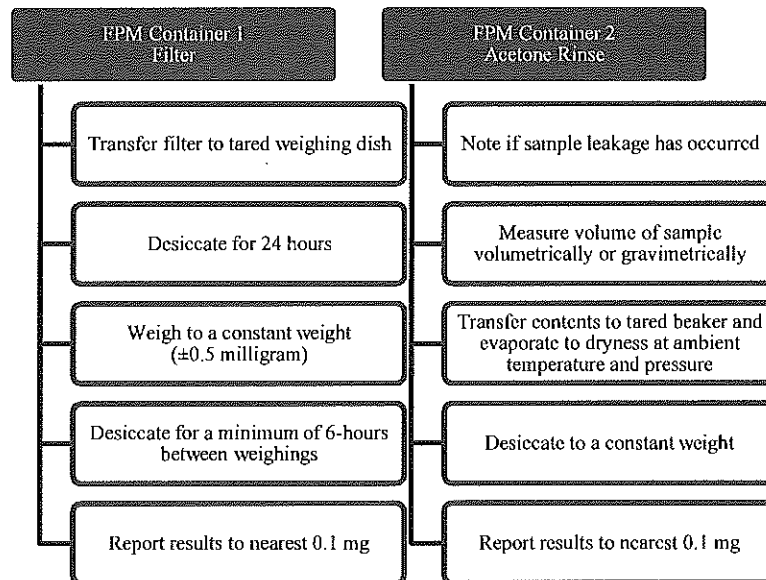 FPM Container 1
Filter
Transfer filter to tared weighing dish
Desiccate for 24 hours
Weigh to a constant weight
(±0.5 milligram)
Desiccate for a minimum of 6-hours
between weighings
Report results to nearest 0.1 mg
FPM Container 2
Acetone Rinse
Note if sample leakage has occurred
Measure volume of sample
volumetrically or gravimetrically
Transfer contents to tared beaker and
evaporate to dryness at ambient
temperature and pressure
Desiccate to a constant weight
Report results to nearest 0.1 mg